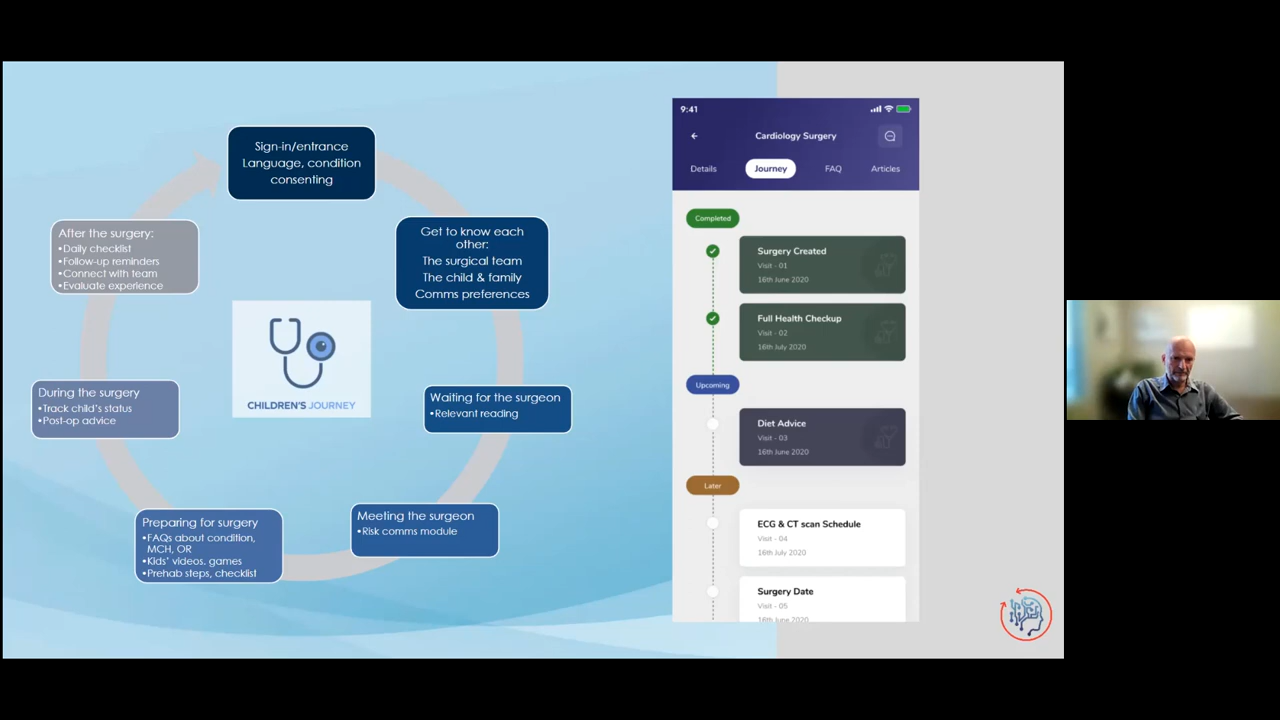 Sign-in/entrance
Language, condition
consenting
Get to know each
other:
The surgical team
The child & family
Comms preferences
Waiting for the surgeon
•Relevant reading
Meeting the surgeon
•Risk comms module
Preparing for surgery
•FAQs about condition,
MCH, OR
•Kids' videos. games
•Prehab steps, checklist
During the surgery
•Track child's status
•Post-op advice
After the surgery:
•Daily checklist
•Follow-up reminders
•Connect with team
•Evaluate experience
CHILDREN'S JOURNEY
9:41
Cardiology Surgery
Details Journey FAQ Articles
Completed
Surgery Created
Visit - 01
16th June 2020
Full Health Checkup
Visit - 02
16th July 2020
Upcoming
Diet Advice
Visit - 03
16th June 2020
Later
ECG & CT scan Schedule
Visit - 04
16th July 2020
Surgery Date
Visit - 05
16th June 2020